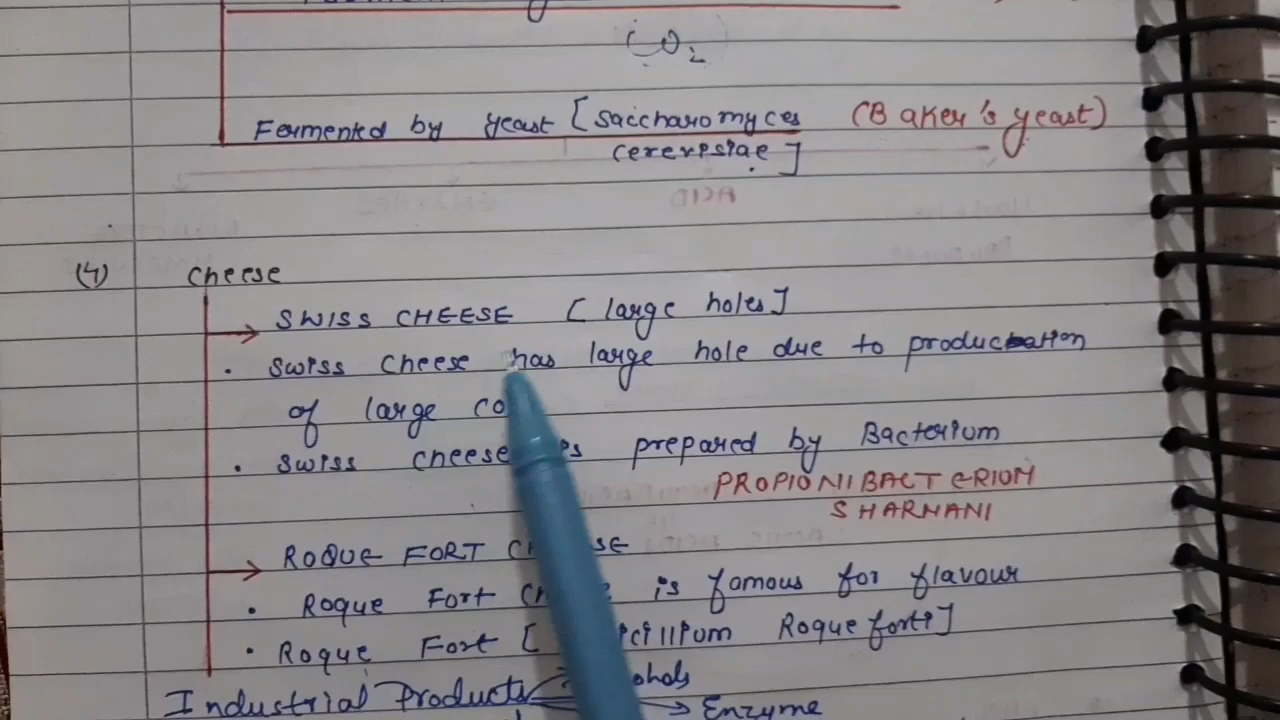 CO2
Fermented by yeast [Saccharomyces (Baker's yeast)
cerevisiae]
ACID
(4) cheese
SWISS CHEESE [large holes]
. Swiss cheese has large hole due to production
of large
. Swiss cheese prepared by Bacterium
PROPIONIBACTERIUM
SHARMANI
ROQUE FORT
. Roque Fort is famous for flavour
. Roque Fort [ Roqueforti]
Industrial Products
Enzyme